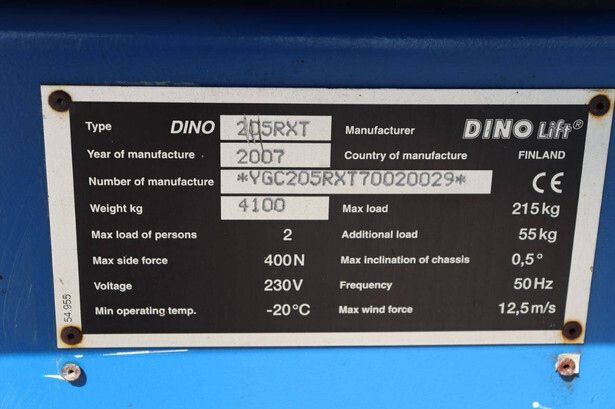 Type DINO 205RXT Manufacturer DINO Lift®
Year of manufacture 2007 Country of manufacture FINLAND
Number of manufacture *YGC205RXT70020029* CE
Weight kg 4100 Max load 215 kg
Max load of persons 2 Additional load 55 kg
Max side force 400 N Max inclination of chassis 0,5°
Voltage 230 V Frequency 50 Hz
Min operating temp. -20°C Max wind force 12,5 m/s
54.955